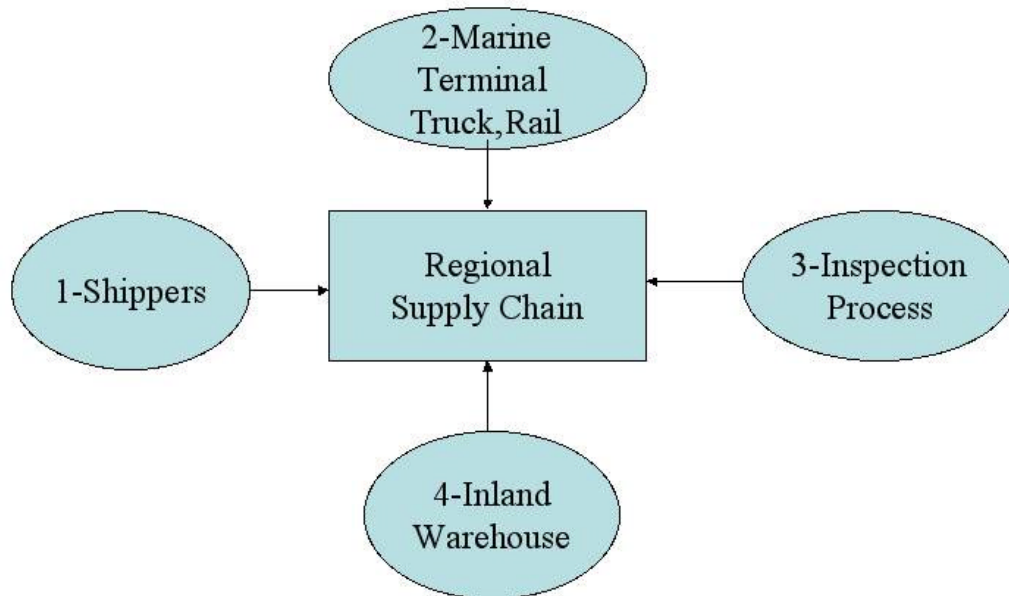 2-Marine
Terminal
Truck,Rail
1-Shippers
Regional
Supply Chain
3-Inspection
Process
4-Inland
Warehouse